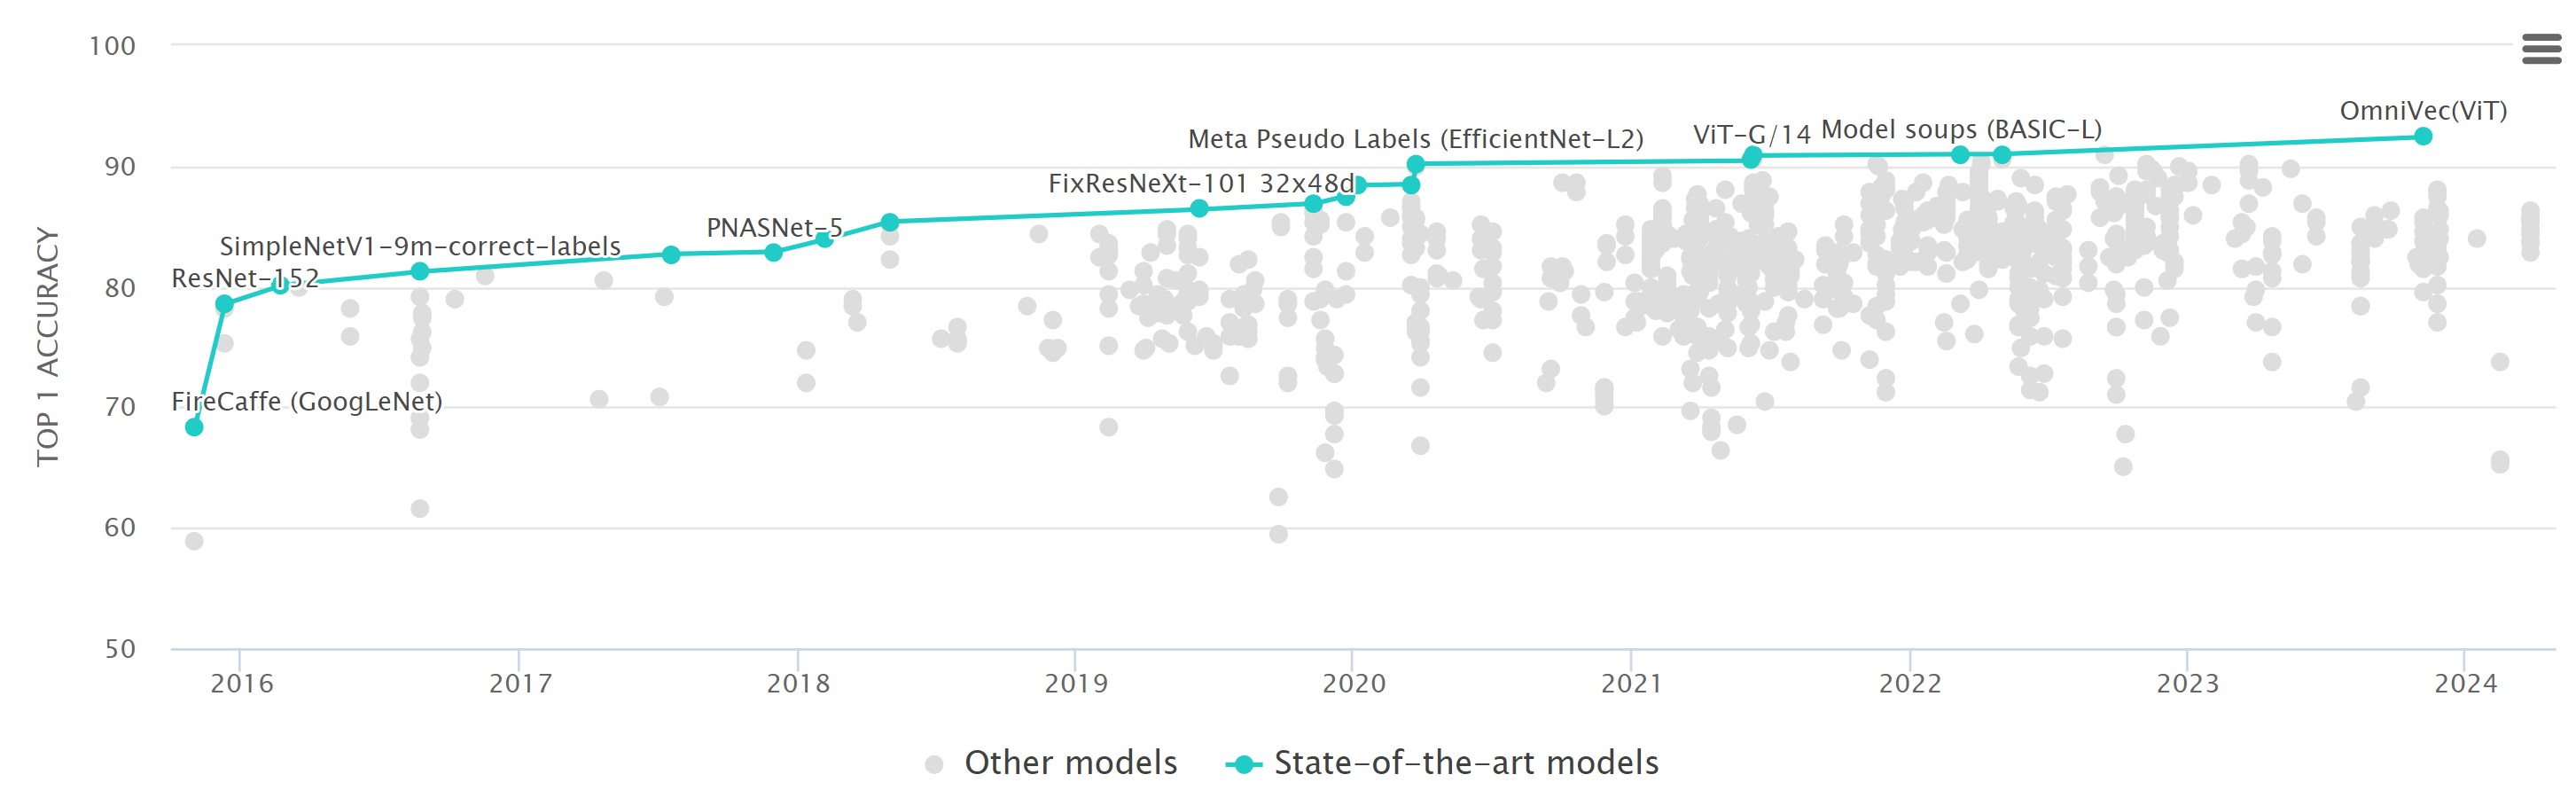 100
OmniVec(ViT)
Meta Pseudo Labels (EfficientNet-L2)
ViT-G/14
Model soups (BASIC-L)
90
FixResNeXt-101 32x48d
PNASNet-5
SimpleNetV1-9m-correct-labels
ResNet-152
80
FireCaffe (GoogLeNet)
70
60
50
TOP 1 ACCURACY
2016 2017 2018 2019 2020 2021 2022 2023 2024
Other models
State-of-the-art models